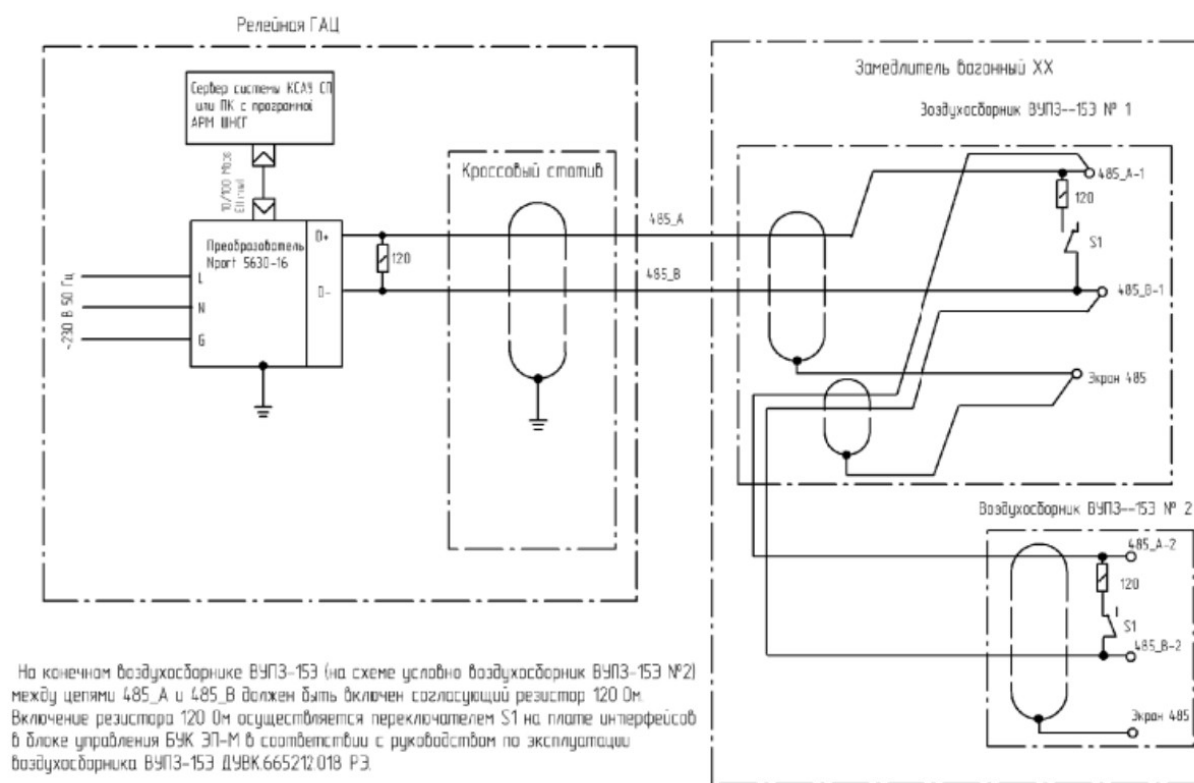 Релейная ГАЦ
Сервер системы КСАУ СП
или ПК с программой
АРМ ШНСГ
10/100 Mbps
Ethernet
Преобразователь
Nport 5630-16
D+
D-
L
N
G
~230 В 50 Гц
120
Кроссовый статив
485_A
485_B
Замедлитель вагонный XX
Воздухосборник ВУПЗ--15Э № 1
485_A-1
120
S1
485_B-1
Экран 485
Воздухосборник ВУПЗ--15Э № 2
485_A-2
120
S1
485_B-2
Экран 485
На конечном воздухосборнике ВУПЗ-15Э (на схеме условно воздухосборник ВУПЗ-15Э №2)
между цепями 485_A и 485_B должен быть включен согласующий резистор 120 Ом.
Включение резистора 120 Ом осуществляется переключателем S1 на плате интерфейсов
в блоке управления БУК ЭП-М в соответствии с руководством по эксплуатации
воздухосборника ВУПЗ-15Э ДУВК.665212.018 РЭ.